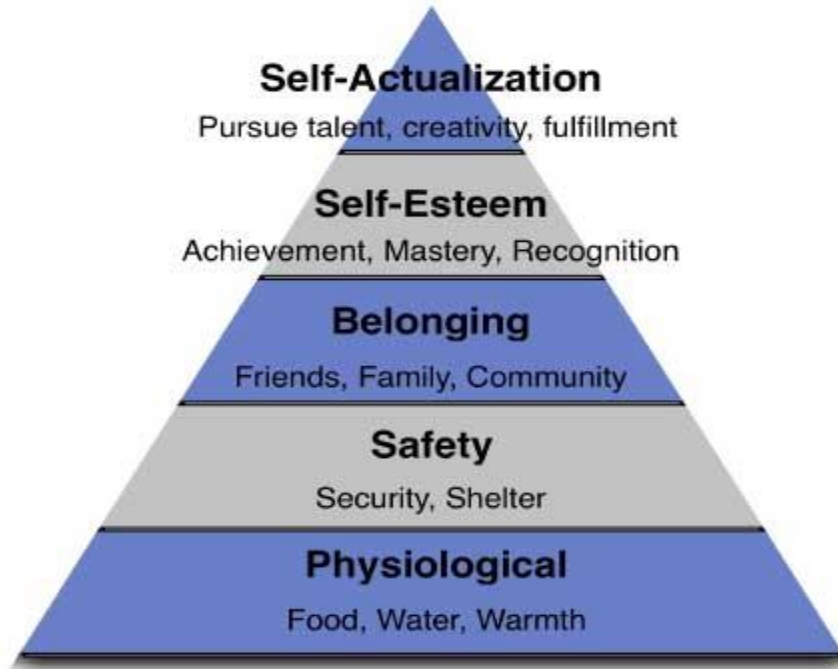 Self-Actualization
Pursue talent, creativity, fulfillment
Self-Esteem
Achievement, Mastery, Recognition
Belonging
Friends, Family, Community
Safety
Security, Shelter
Physiological
Food, Water, Warmth